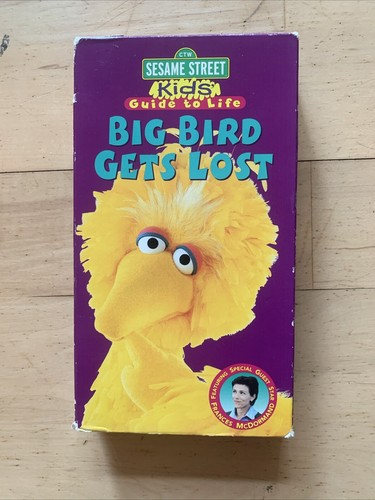 CTW
SESAME STREET
Kids
Guide to Life
BIG BIRD
GETS LOST
FEATURING SPECIAL GUEST STAR
FRANCES McDORMAND